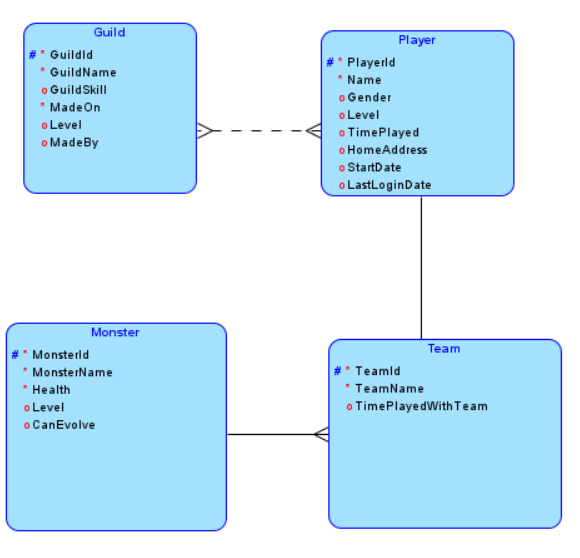 Guild
# * GuildId
* GuildName
o GuildSkill
* MadeOn
o Level
o MadeBy
Player
# * PlayerId
* Name
o Gender
o Level
o TimePlayed
o HomeAddress
o StartDate
o LastLoginDate
Monster
# * MonsterId
* MonsterName
* Health
o Level
o CanEvolve
Team
# * TeamId
* TeamName
o TimePlayedWithTeam